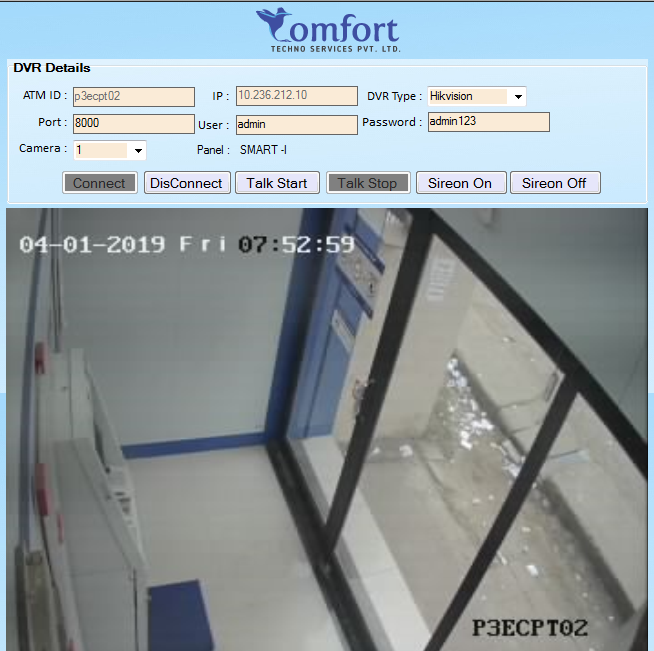 Comfort
TECHNO SERVICES PVT. LTD.
DVR Details
ATM ID : p3ecpt02 IP : 10.236.212.10 DVR Type : Hikvision
Port : 8000 User : admin Password : admin123
Camera : 1 Panel : SMART -I
Connect DisConnect Talk Start Talk Stop Sireon On Sireon Off
04-01-2019 Fri 07:52:59
P3ECPT02